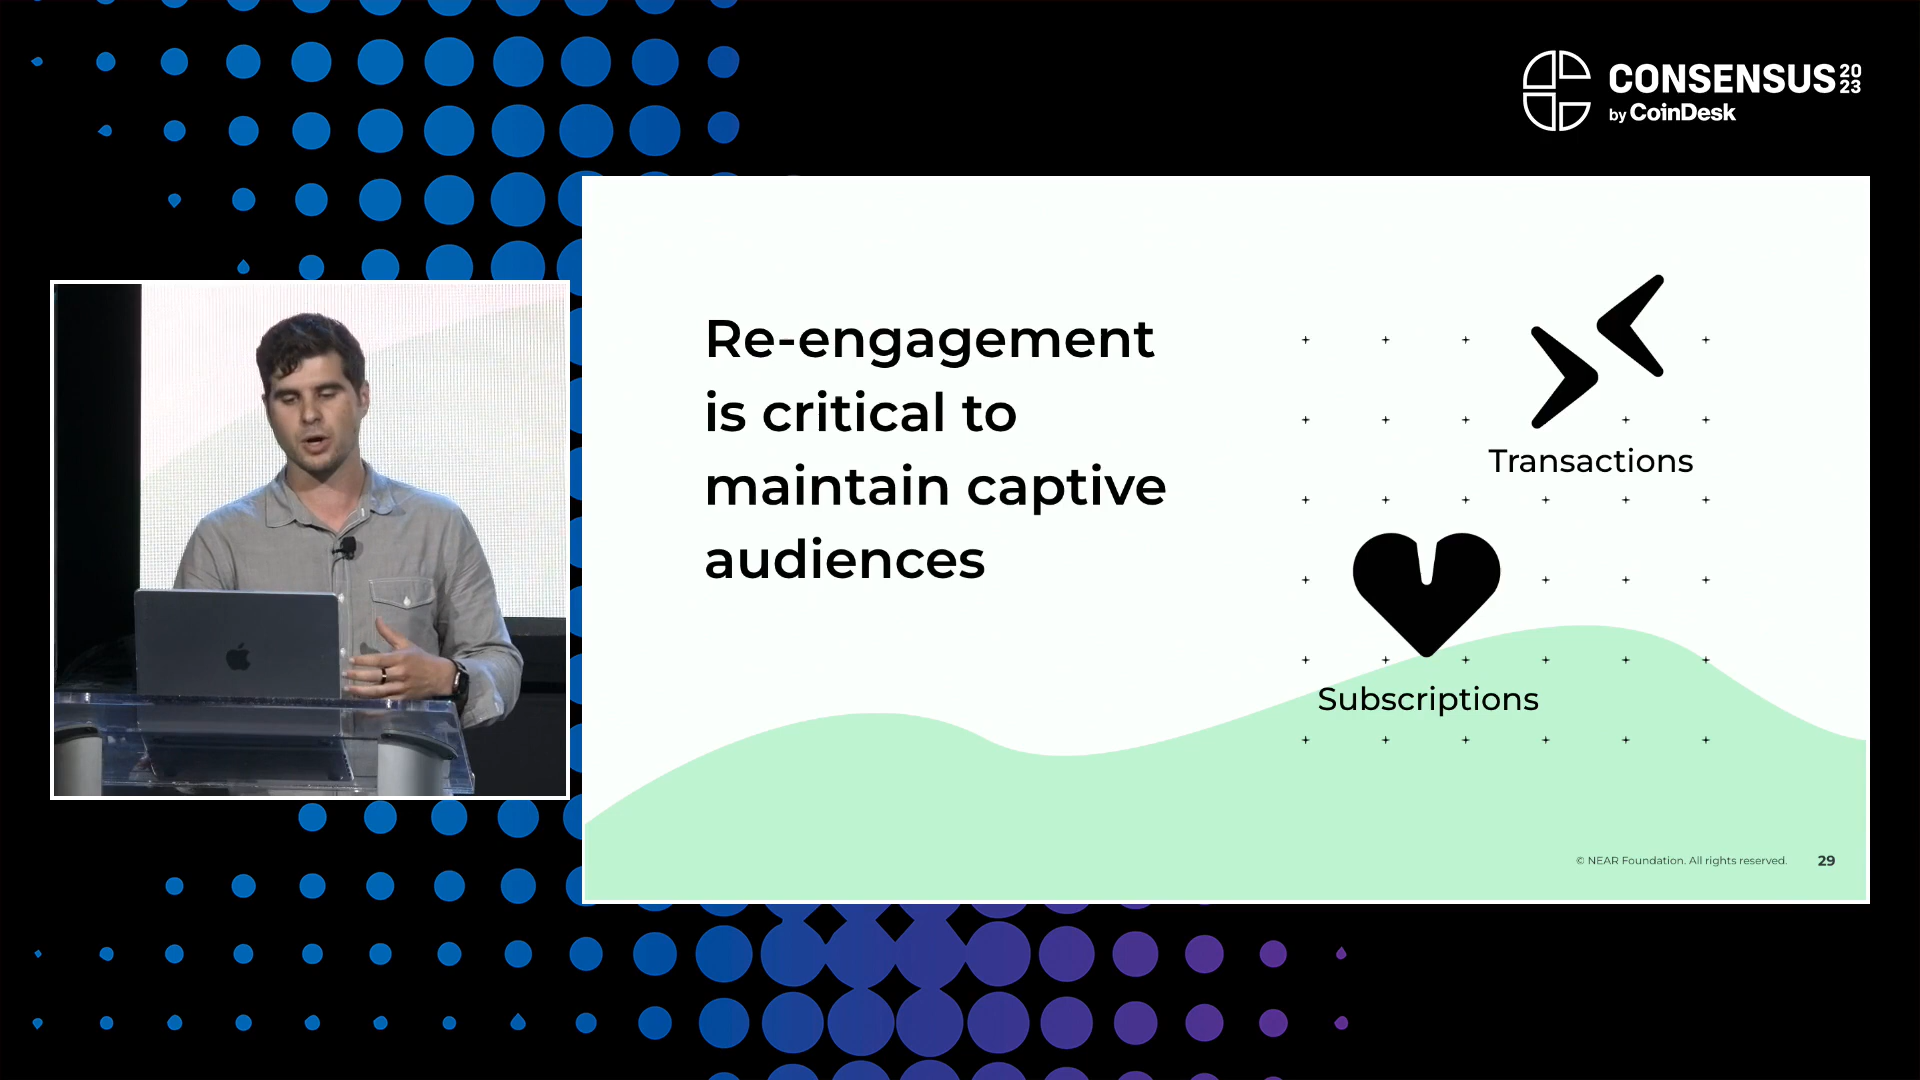 CONSENSUS 20 23
by CoinDesk
Re-engagement
is critical to
maintain captive
audiences
Transactions
Subscriptions
© NEAR Foundation. All rights reserved. 29